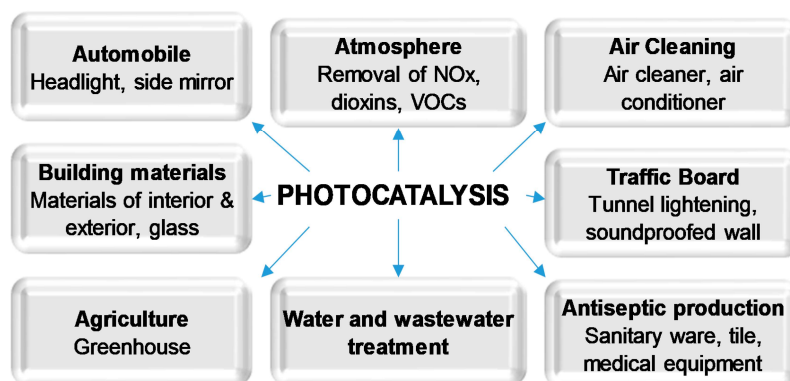 Automobile
Headlight, side mirror
Atmosphere
Removal of NOx,
dioxins, VOCs
Air Cleaning
Air cleaner, air
conditioner
Building materials
Materials of interior &
exterior, glass
PHOTOCATALYSIS
Traffic Board
Tunnel lightening,
soundproofed wall
Agriculture
Greenhouse
Water and wastewater
treatment
Antiseptic production
Sanitary ware, tile,
medical equipment